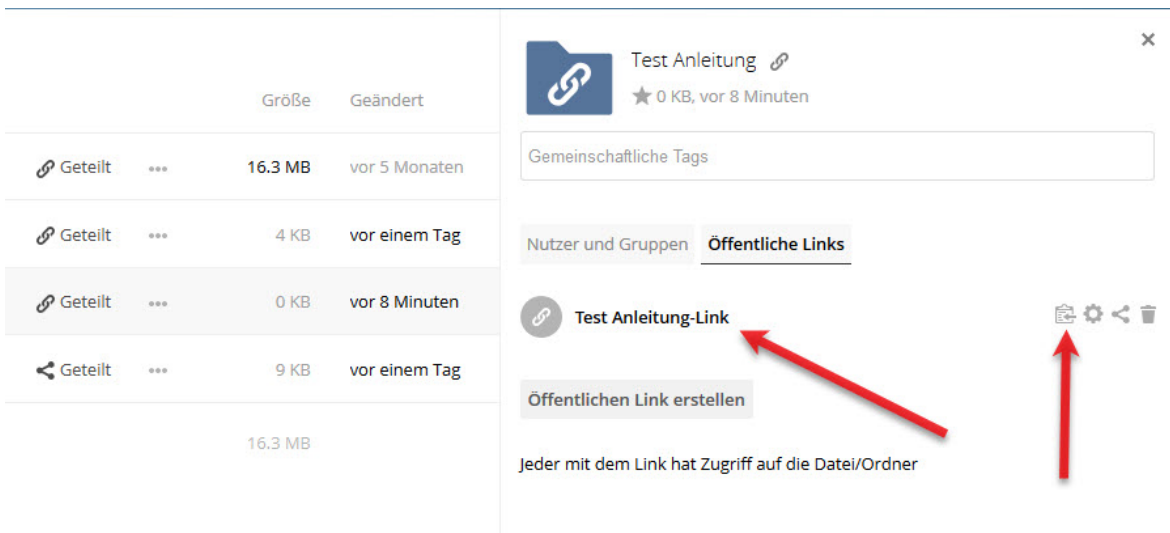 Größe Geändert
Geteilt ••• 16.3 MB vor 5 Monaten
Geteilt ••• 4 KB vor einem Tag
Geteilt ••• 0 KB vor 8 Minuten
Geteilt ••• 9 KB vor einem Tag
16.3 MB
Test Anleitung
0 KB, vor 8 Minuten
Gemeinschaftliche Tags
Nutzer und Gruppen Öffentliche Links
Test Anleitung-Link
Öffentlichen Link erstellen
Jeder mit dem Link hat Zugriff auf die Datei/Ordner